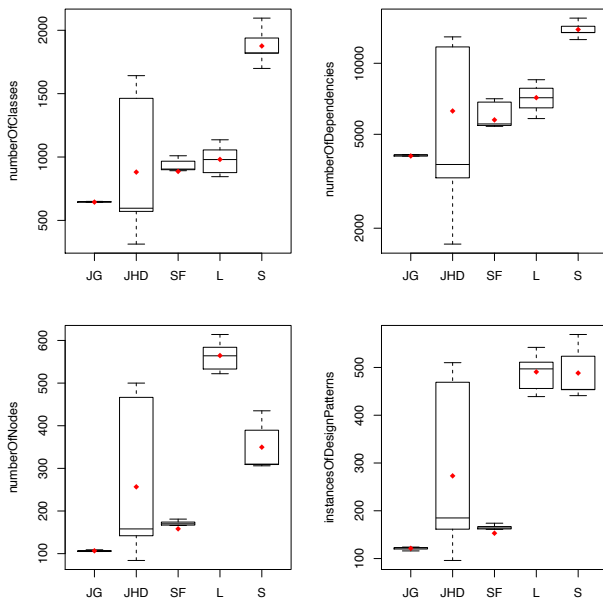 numberOfClasses
2000
1500
1000
500
JG JHD SF L S
numberOfDependencies
10000
5000
2000
JG JHD SF L S
numberOfNodes
600
500
400
300
200
100
JG JHD SF L S
instancesOfDesignPatterns
500
400
300
200
100
JG JHD SF L S